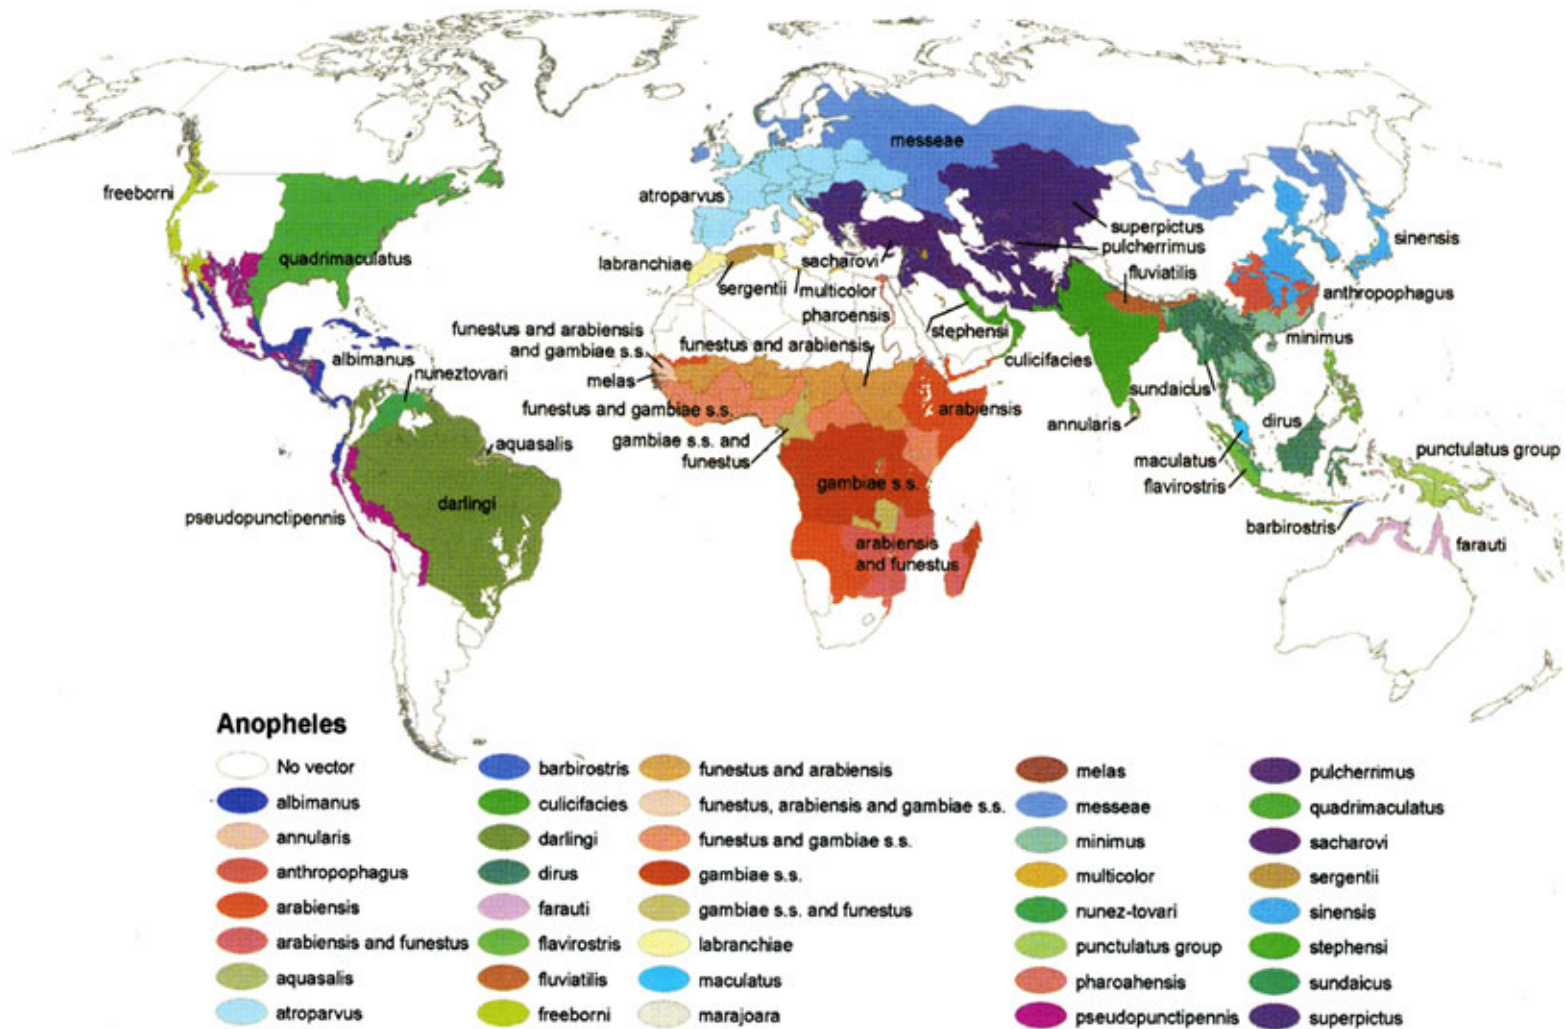 messeae
freeborni
atroparvus
superpictus
pulcherrimus
sinensis
quadrimaculatus
labranchiae
sacharovi
fluviatilis
sergentii
multicolor
anthropophagus
pharoensis
funestus and arabiensis
and gambiae s.s.
stephensi
minimus
funestus and arabiensis
albimanus
culicifacies
nuneztovari
melas
sundaicus
funestus and gambiae s.s.
arabiensis
annularis
dirus
aquasalis
gambiae s.s. and
funestus
punctulatus group
maculatus
gambiae s.s.
flavirostris
darlingi
pseudopunctipennis
barbirostris
arabiensis
and funestus
farauti
Anopheles
No vector
albimanus
annularis
anthropophagus
arabiensis
arabiensis and funestus
aquasalis
atroparvus
barbirostris
culicifacies
darlingi
dirus
farauti
flavirostris
fluviatilis
freeborni
funestus and arabiensis
funestus, arabiensis and gambiae s.s.
funestus and gambiae s.s.
gambiae s.s.
gambiae s.s. and funestus
labranchiae
maculatus
marajoara
melas
messeae
minimus
multicolor
nunez-tovari
punctulatus group
pharoahensis
pseudopunctipennis
pulcherrimus
quadrimaculatus
sacharovi
sergentii
sinensis
stephensi
sundaicus
superpictus